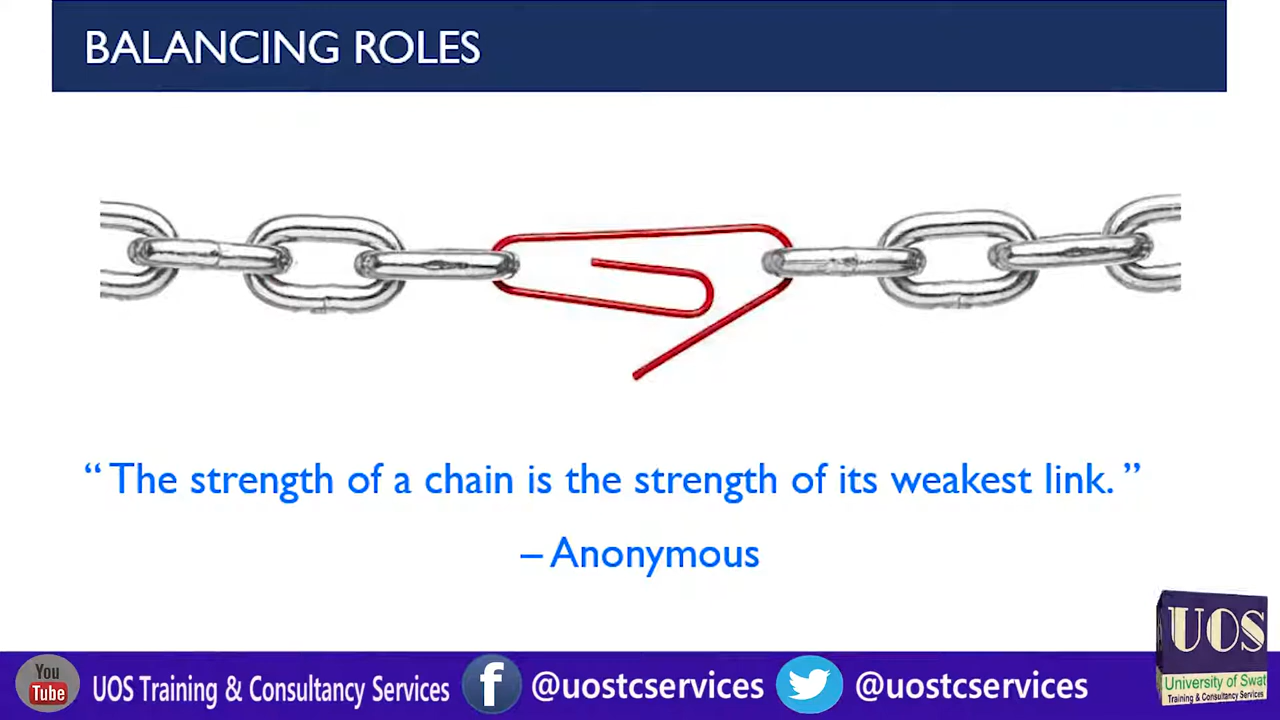 BALANCING ROLES
“ The strength of a chain is the strength of its weakest link. ”
– Anonymous
UOS
University of Swat
Training & Consultancy Services
You
Tube
UOS Training & Consultancy Services
f
@uostcservices
@uostcservices